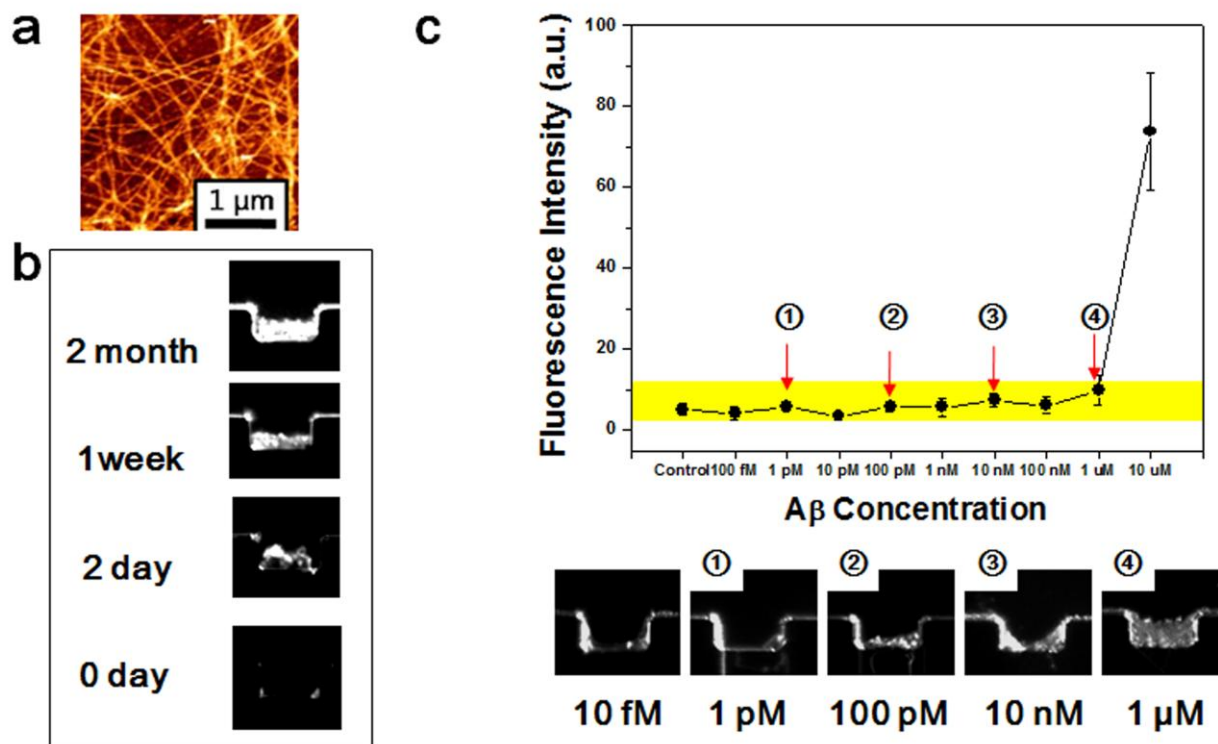 a
1 µm
b
2 month
1week
2 day
0 day
c
Fluorescence Intensity (a.u.)
100
80
60
40
20
0
① ② ③ ④
Control 100 fM 1 pM 10 pM 100 pM 1 nM 10 nM 100 nM 1 uM 10 uM
Aβ Concentration
① ② ③ ④
10 fM 1 pM 100 pM 10 nM 1 µM